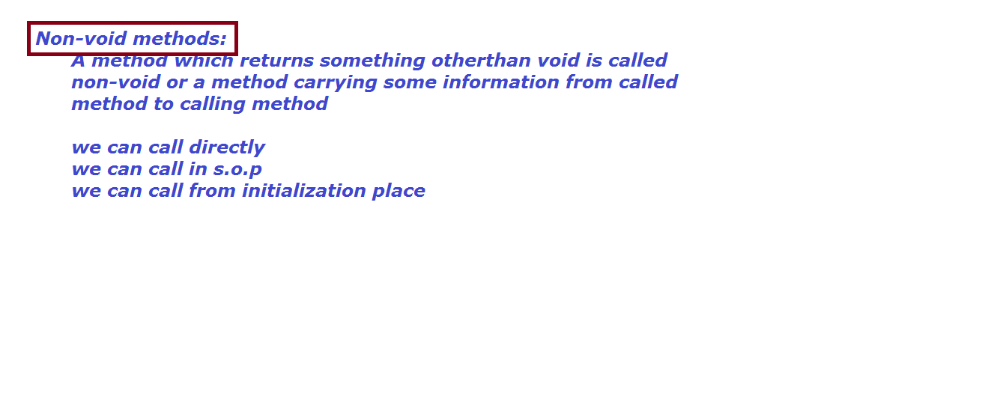 Non-void methods:
A method which returns something otherthan void is called
non-void or a method carrying some information from called
method to calling method
we can call directly
we can call in s.o.p
we can call from initialization place